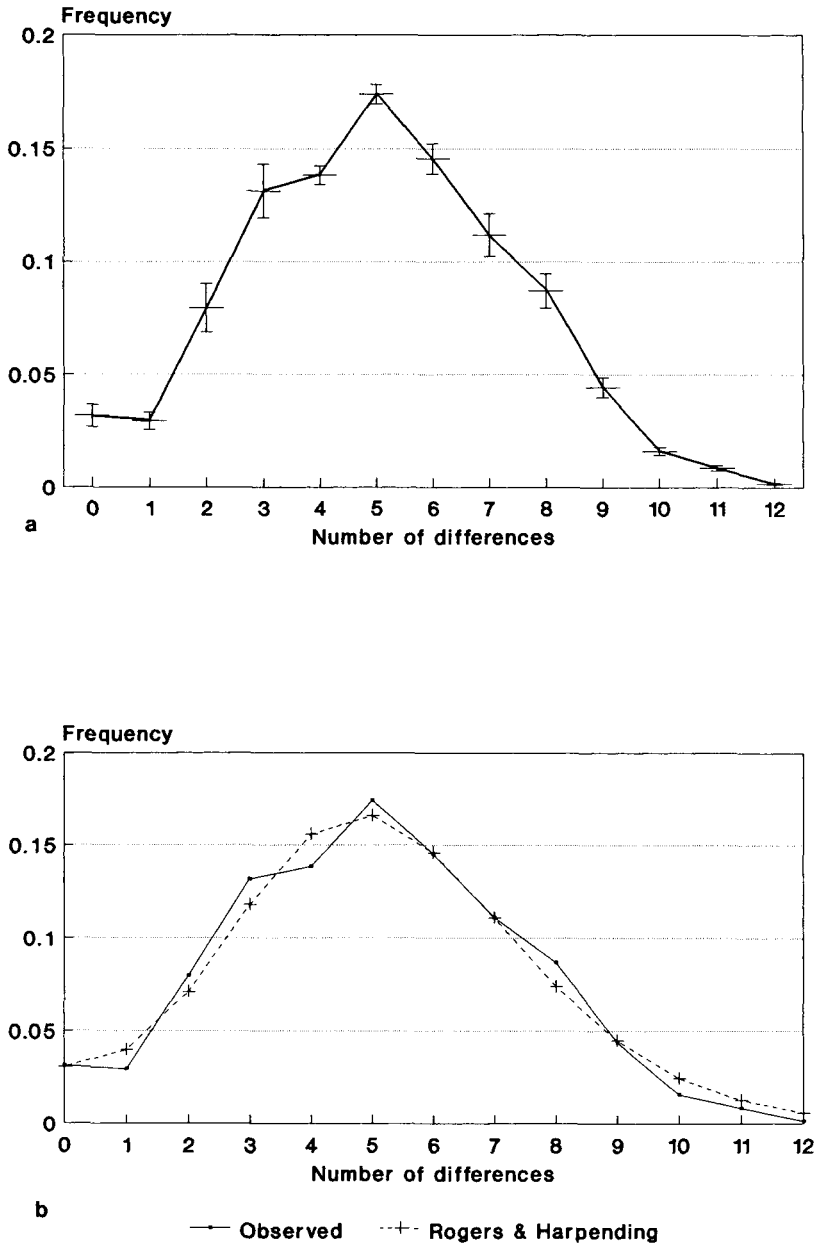 Frequency
0.2
0.15
0.1
0.05
0
0 1 2 3 4 5 6 7 8 9 10 11 12
a
Number of differences
Frequency
0.2
0.15
0.1
0.05
0
0 1 2 3 4 5 6 7 8 9 10 11 12
Number of differences
b
Observed Rogers & Harpending